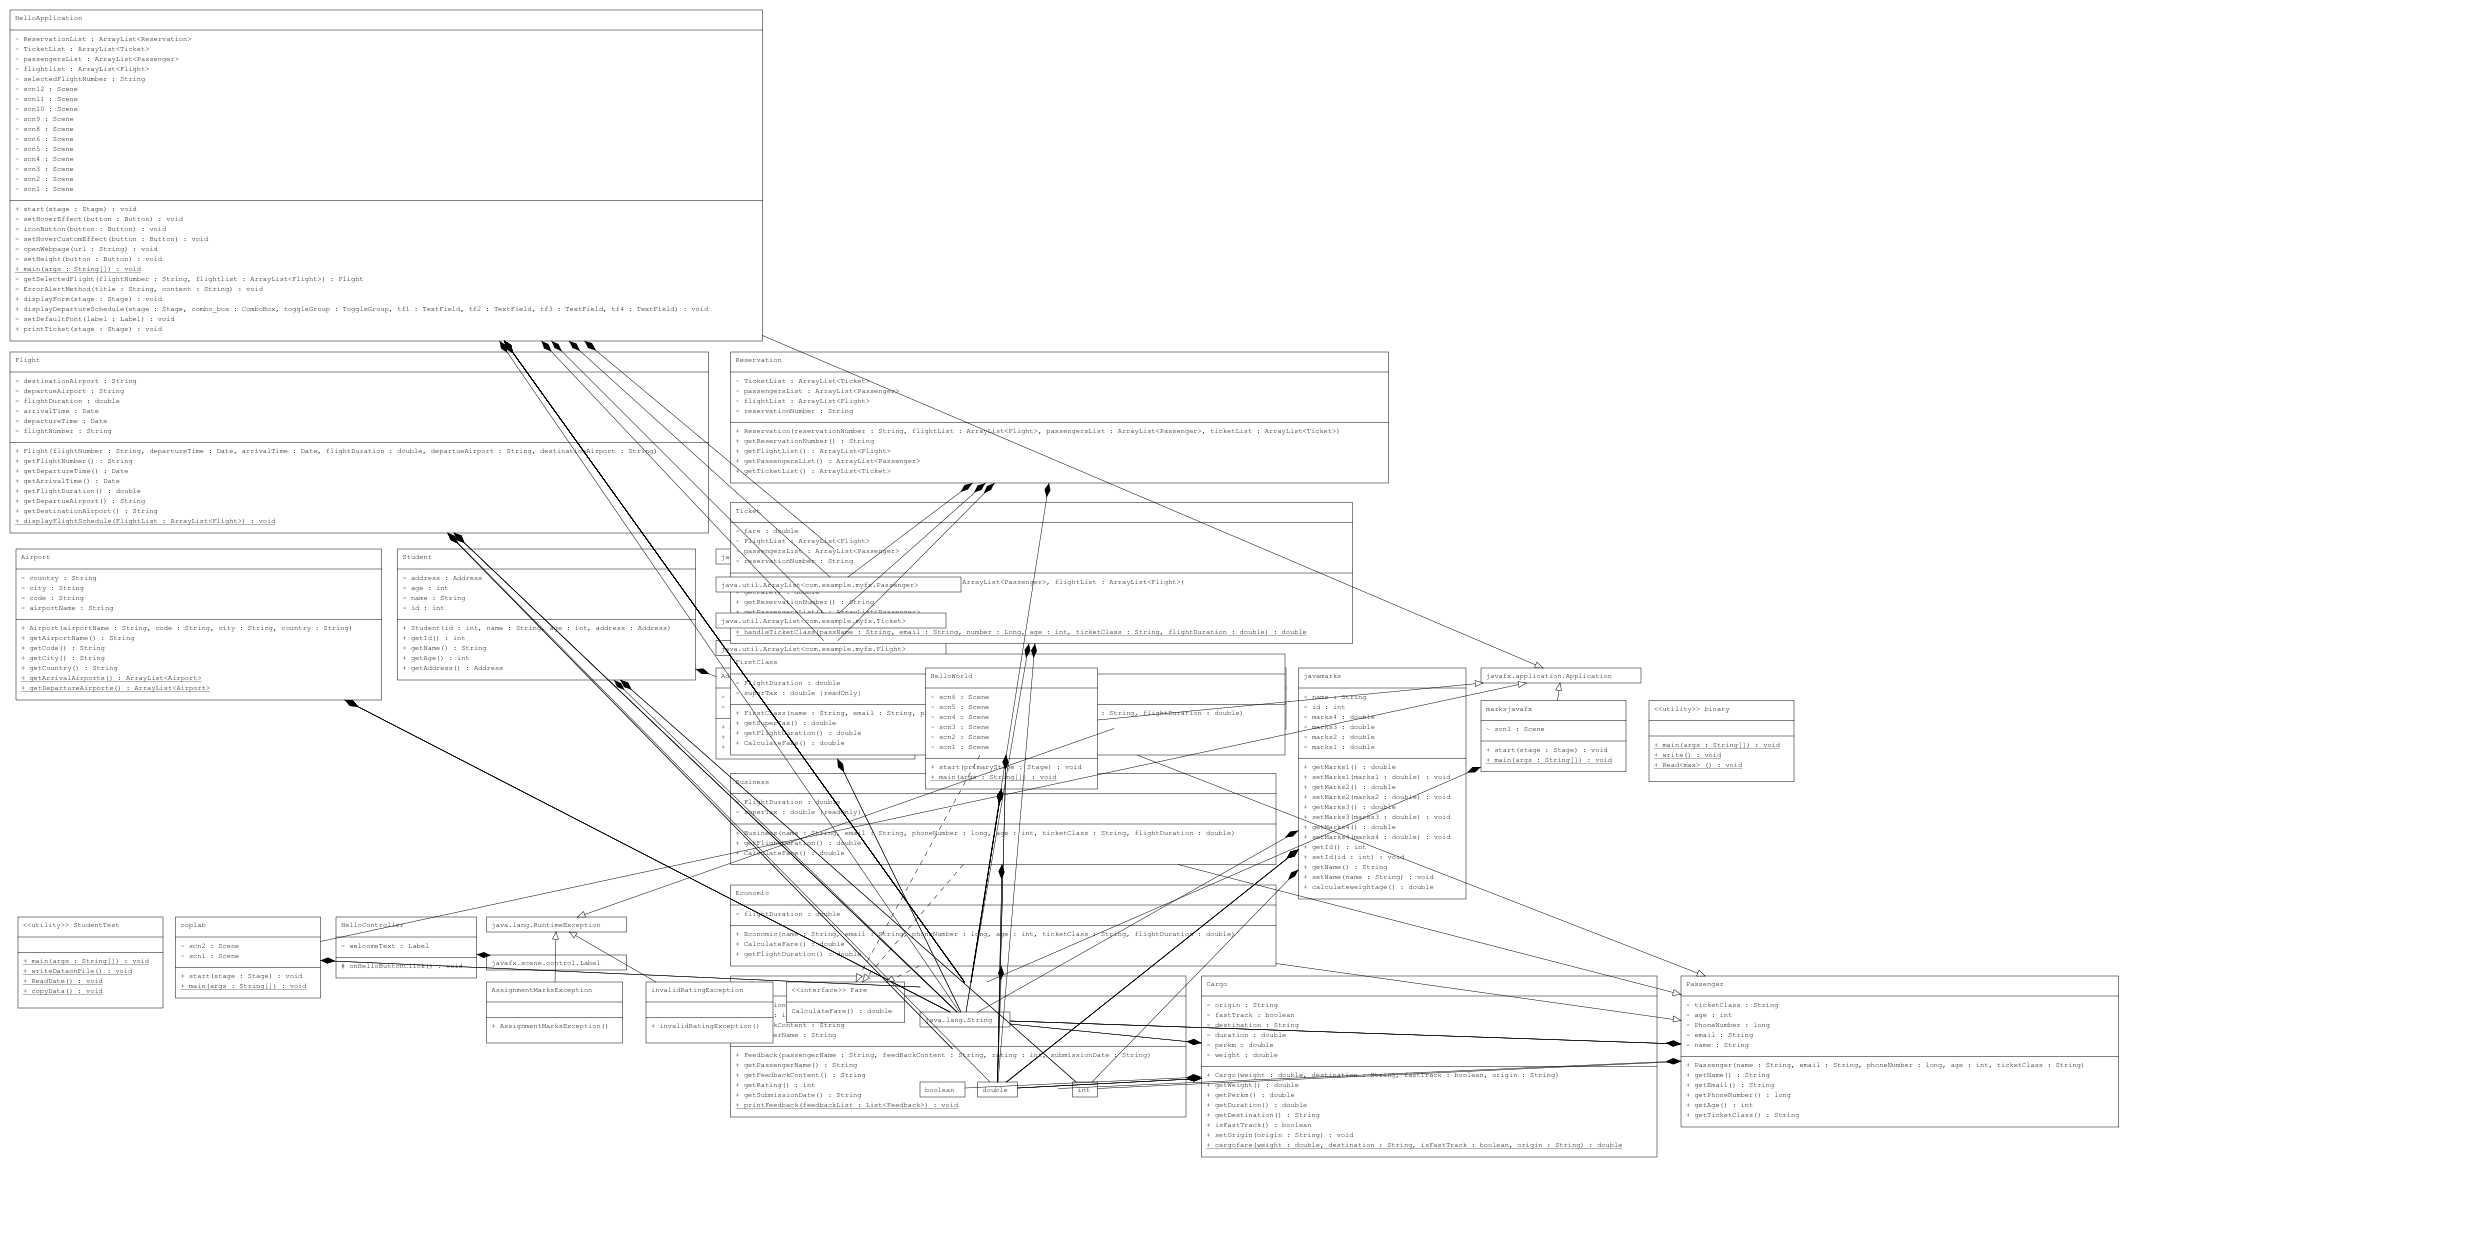 HelloApplication
~ ReservationList : ArrayList<Reservation>
~ TicketList : ArrayList<Ticket>
~ passengersList : ArrayList<Passenger>
~ flightlist : ArrayList<Flight>
~ selectedFlightNumber : String
~ scn12 : Scene
~ scn11 : Scene
~ scn10 : Scene
~ scn9 : Scene
~ scn8 : Scene
~ scn6 : Scene
~ scn5 : Scene
~ scn4 : Scene
~ scn3 : Scene
~ scn2 : Scene
~ scn1 : Scene
+ start(stage : Stage) : void
- setHoverEffect(button : Button) : void
- iconButton(button : Button) : void
- setHoverCustomEffect(button : Button) : void
- openWebpage(url : String) : void
- setHeight(button : Button) : void
+ main(args : String[]) : void
- getSelectedFlight(flightNumber : String, flightlist : ArrayList<Flight>) : Flight
- ErrorAlertMethod(title : String, content : String) : void
+ displayForm(stage : Stage) : void
+ displayDepartureSchedule(stage : Stage, combo_box : ComboBox, toggleGroup : ToggleGroup, tf1 : TextField, tf2 : TextField, tf3 : TextField, tf4 : TextField) : void
- setDefaultFont(label : Label) : void
+ printTicket(stage : Stage) : void
Flight
- destinationAirport : String
- departueAirport : String
- flightDuration : double
- arrivalTime : Date
- departureTime : Date
- flightNumber : String
+ Flight(flightNumber : String, departureTime : Date, arrivalTime : Date, flightDuration : double, departueAirport : String, destinationAirport : String)
+ getFlightNumber() : String
+ getDepartureTime() : Date
+ getArrivalTime() : Date
+ getFlightDuration() : double
+ getDepartueAirport() : String
+ getDestinationAirport() : String
+ displayFlightSchedule(FlightList : ArrayList<Flight>) : void
Reservation
~ TicketList : ArrayList<Ticket>
- passengersList : ArrayList<Passenger>
- flightList : ArrayList<Flight>
- reservationNumber : String
+ Reservation(reservationNumber : String, flightList : ArrayList<Flight>, passengersList : ArrayList<Passenger>, ticketList : ArrayList<Ticket>)
+ getReservationNumber() : String
+ getFlightList() : ArrayList<Flight>
+ getPassengersList() : ArrayList<Passenger>
+ getTicketList() : ArrayList<Ticket>
Ticket
- fare : double
- FlightList : ArrayList<Flight>
- passengersList : ArrayList<Passenger>
- reservationNumber : String
ArrayList<Passenger>, flightList : ArrayList<Flight>)
+ getReservationNumber() : String
+ getPassengersList() : ArrayList<Passenger>
+ handleTicketClass(passName : String, email : String, number : Long, age : int, ticketClass : String, flightDuration : double) : double
java.util.ArrayList<com.example.myfx.Passenger>
java.util.ArrayList<com.example.myfx.Ticket>
java.util.ArrayList<com.example.myfx.Flight>
Airport
- country : String
- city : String
- code : String
- airportName : String
+ Airport(airportName : String, code : String, city : String, country : String)
+ getAirportName() : String
+ getCode() : String
+ getCity() : String
+ getCountry() : String
+ getArrivalAirports() : ArrayList<Airport>
+ getDepartureAirports() : ArrayList<Airport>
Student
- address : Address
- age : int
- name : String
- id : int
+ Student(id : int, name : String, age : int, address : Address)
+ getId() : int
+ getName() : String
+ getAge() : int
+ getAddress() : Address
FirstClass
- FlightDuration : double
- superTax : double {readOnly}
+ FirstClass(name : String, email : String, p
: String, flightDuration : double)
+ getSuperTax() : double
+ getFlightDuration() : double
+ CalculateFare() : double
HelloWorld
~ scn6 : Scene
~ scn5 : Scene
~ scn4 : Scene
~ scn3 : Scene
~ scn2 : Scene
~ scn1 : Scene
+ start(primaryStage : Stage) : void
+ main(args : String[]) : void
javamarks
- name : String
- id : int
- marks4 : double
- marks3 : double
- marks2 : double
- marks1 : double
+ getMarks1() : double
+ setMarks1(marks1 : double) : void
+ getMarks2() : double
+ setMarks2(marks2 : double) : void
+ getMarks3() : double
+ setMarks3(marks3 : double) : void
+ getMarks4() : double
+ setMarks4(marks4 : double) : void
+ getId() : int
+ setId(id : int) : void
+ getName() : String
+ setName(name : String) : void
+ calculateweightage() : double
javafx.application.Application
marksjavafx
~ scn1 : Scene
+ start(stage : Stage) : void
+ main(args : String[]) : void
<<utility>> binary
+ main(args : String[]) : void
+ write() : void
+ Read<max> () : void
Business
- FlightDuration : double
- superTax : double {readOnly}
+ Business(name : String, email : String, phoneNumber : long, age : int, ticketClass : String, flightDuration : double)
+ getFlightDuration() : double
+ CalculateFare() : double
Economic
- flightDuration : double
+ Economic(name : String, email : String, phoneNumber : long, age : int, ticketClass : String, flightDuration : double)
+ CalculateFare() : double
+ getFlightDuration() : double
<<utility>> StudentTest
+ main(args : String[]) : void
+ writeDataonFile() : void
+ ReadDate() : void
+ copyData() : void
ooplab
~ scn2 : Scene
~ scn1 : Scene
+ start(stage : Stage) : void
+ main(args : String[]) : void
HelloController
- welcomeText : Label
# onHelloButtonClick() : void
java.lang.RuntimeException
javafx.scene.control.Label
AssignmentMarksException
+ AssignmentMarksException()
invalidRatingException
+ invalidRatingException()
<<interface>> Fare
CalculateFare() : double
java.lang.String
+ Feedback(passengerName : String, feedBackContent : String, rating : int, submissionDate : String)
+ getPassengerName() : String
+ getFeedbackContent() : String
+ getRating() : int
+ getSubmissionDate() : String
+ printFeedback(feedbackList : List<Feedback>) : void
boolean
double
int
Cargo
- origin : String
- fastTrack : boolean
- destination : String
- duration : double
- perkm : double
- weight : double
+ Cargo(weight : double, destination : String, fastTrack : boolean, origin : String)
+ getWeight() : double
+ getPerkm() : double
+ getDuration() : double
+ getDestination() : String
+ isFastTrack() : boolean
+ setOrigin(origin : String) : void
+ cargofare(weight : double, destination : String, isFastTrack : boolean, origin : String) : double
Passenger
- ticketClass : String
- age : int
- PhoneNumber : long
- email : String
- name : String
+ Passenger(name : String, email : String, phoneNumber : long, age : int, ticketClass : String)
+ getName() : String
+ getEmail() : String
+ getPhoneNumber() : long
+ getAge() : int
+ getTicketClass() : String